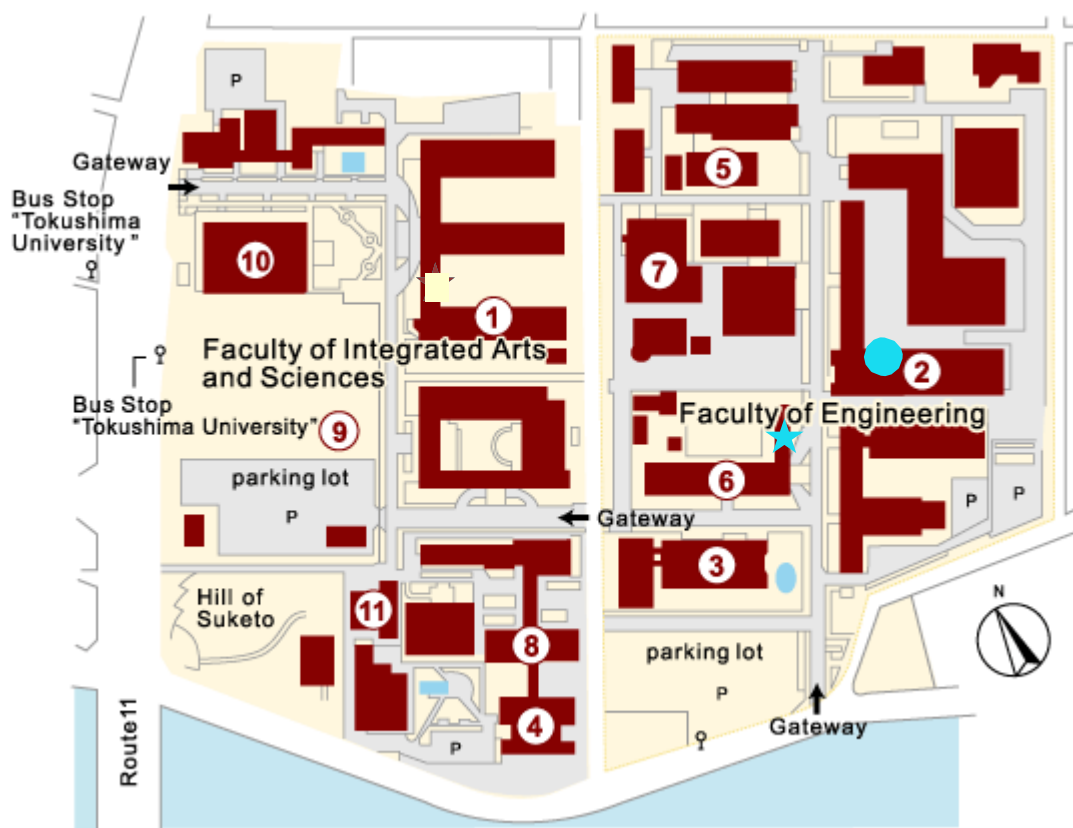 P
Gateway
Bus Stop
"Tokushima
University"
10
1
5
7
2
Faculty of Integrated Arts
and Sciences
Bus Stop
"Tokushima University"
9
Faculty of Engineering
6
parking lot
P
P
P
Gateway
3
Hill of
Suketo
11
8
N
parking lot
P
4
P
Gateway
Route11